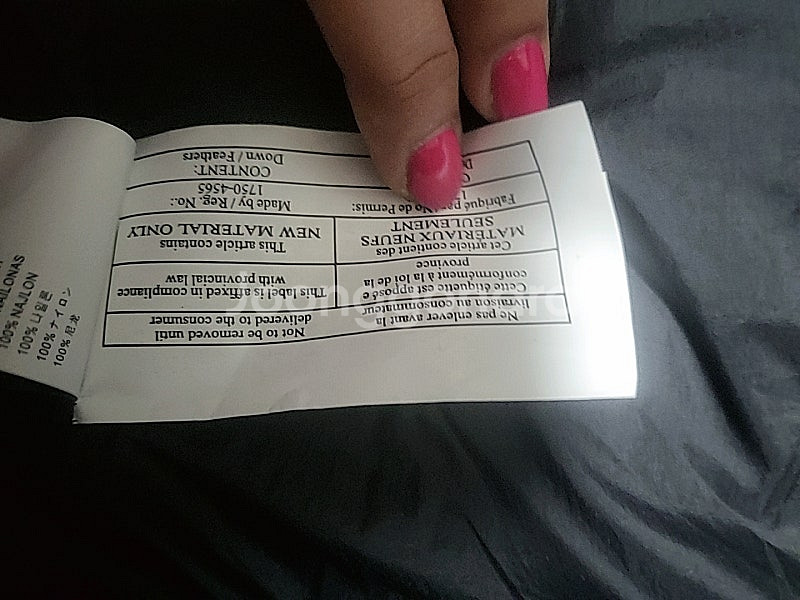 Not to be removed until
delivered to the consumer
Ne pas enlever avant la
livraison au consommateur
This label is affixed in compliance
with provincial law
Cette étiquette est apposée
conformément à la loi de la
province
This article contains
NEW MATERIAL ONLY
Cet article contient des
MATÉRIAUX NEUFS
SEULEMENT
Made by / Reg. No.:
1750-4565
Fabriqué par No de Permis:
CONTENT:
Down / Feathers
NAJLONAS
100% NAJLON
100% 나일론
100% ナイロン
100% 尼龙